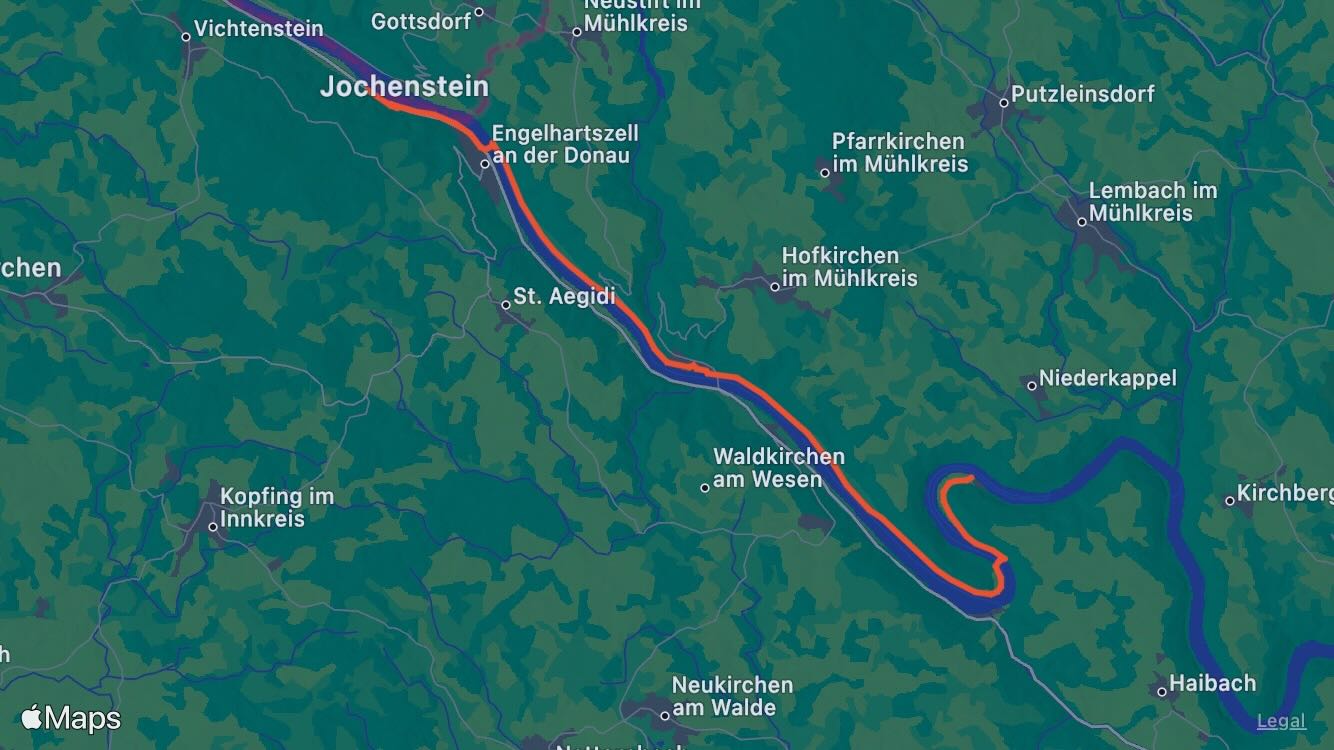 Neustift im
Mühlkreis
Gottsdorf
Vichtenstein
Jochenstein
Putzleinsdorf
Engelhartszell
an der Donau
Pfarrkirchen
im Mühlkreis
Lembach im
Mühlkreis
Hofkirchen
im Mühlkreis
rchen
St. Aegidi
Niederkappel
Waldkirchen
am Wesen
Kopfing im
Innkreis
Kirchberg
h
Neukirchen
am Walde
Haibach
Maps
Legal